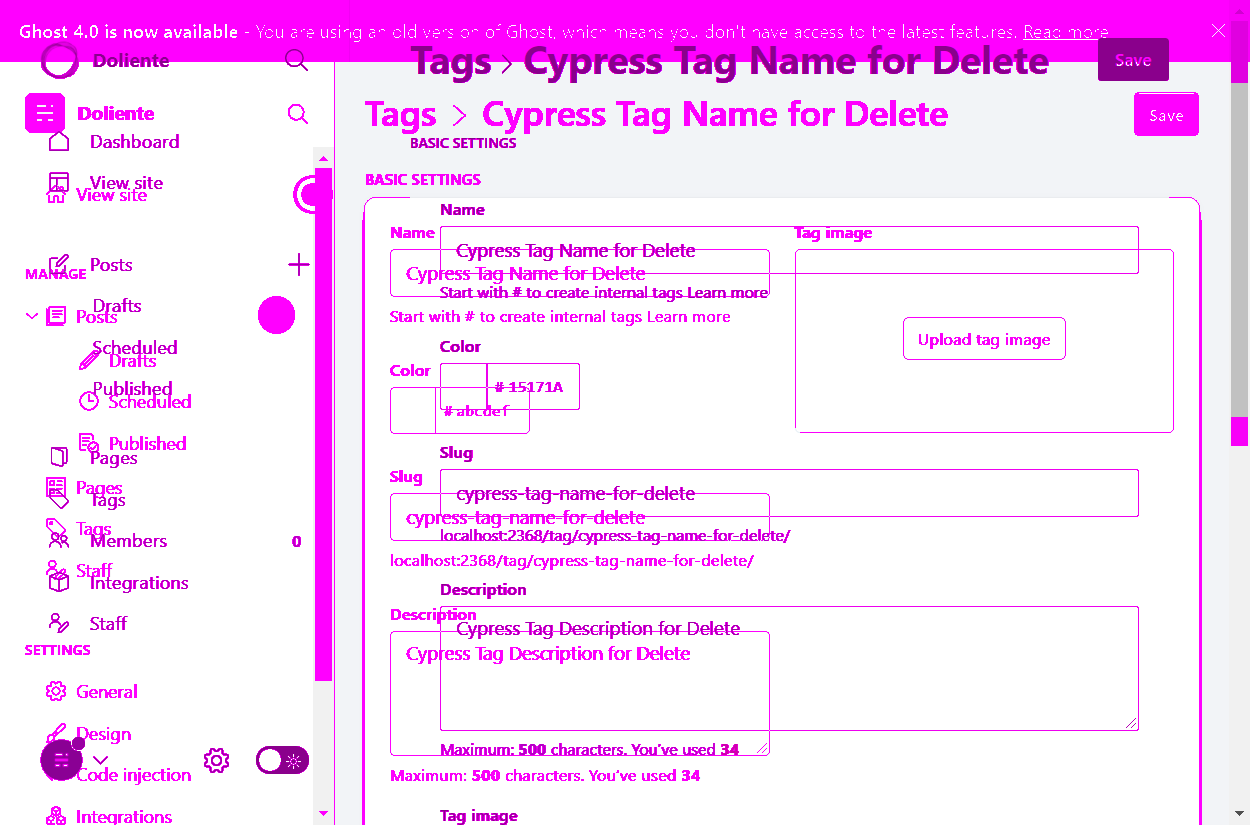 Ghost 4.0 is now available - You are using an old version of Ghost, which means you don't have access to the latest features. Read more
Doliente
Tags > Cypress Tag Name for Delete
Save
Doliente
Tags > Cypress Tag Name for Delete
Save
Dashboard
BASIC SETTINGS
View site
View site
BASIC SETTINGS
Name
Name
Tag image
Cypress Tag Name for Delete
Posts
MANAGE
Cypress Tag Name for Delete
Start with # to create internal tags Learn more
Drafts
Posts
Start with # to create internal tags Learn more
Upload tag image
Scheduled
Color
Drafts
Color
Published
# 15171A
Scheduled
# abcdef
Published
Slug
Pages
Slug
Pages
cypress-tag-name-for-delete
Tags
cypress-tag-name-for-delete
Tags
localhost:2368/tag/cypress-tag-name-for-delete/
Members
0
localhost:2368/tag/cypress-tag-name-for-delete/
Staff
Integrations
Description
Description
Staff
Cypress Tag Description for Delete
SETTINGS
Cypress Tag Description for Delete
General
Design
Maximum: 500 characters. You've used 34
Code injection
Maximum: 500 characters. You've used 34
Integrations
Tag image